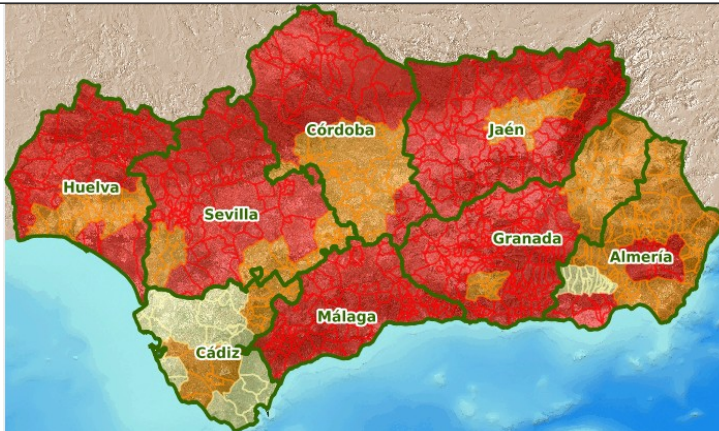 Córdoba
Jaén
Huelva
Sevilla
Granada
Almería
Málaga
Cádiz